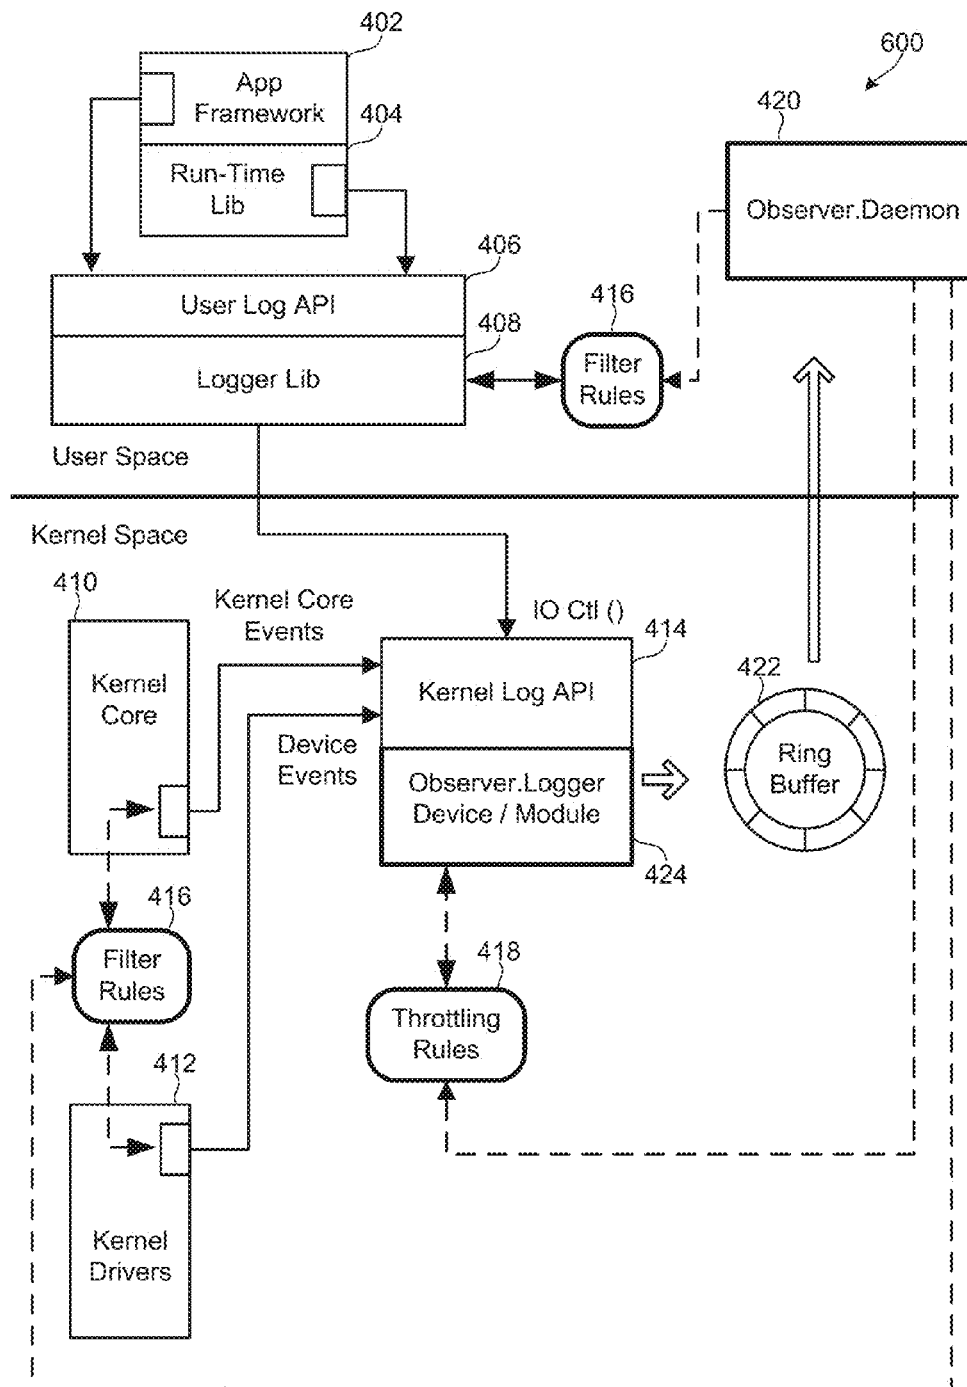 402
600
App
Framework
420
404
Run-Time
Lib
Observer.Daemon
406
User Log API
416
408
Filter
Rules
Logger Lib
User Space
Kernel Space
410
Kernel Core
Events
IO Ctl ()
414
Kernel
Core
Kernel Log API
422
Device
Events
Ring
Buffer
Observer.Logger
Device / Module
424
416
Filter
Rules
418
Throttling
Rules
412
Kernel
Drivers